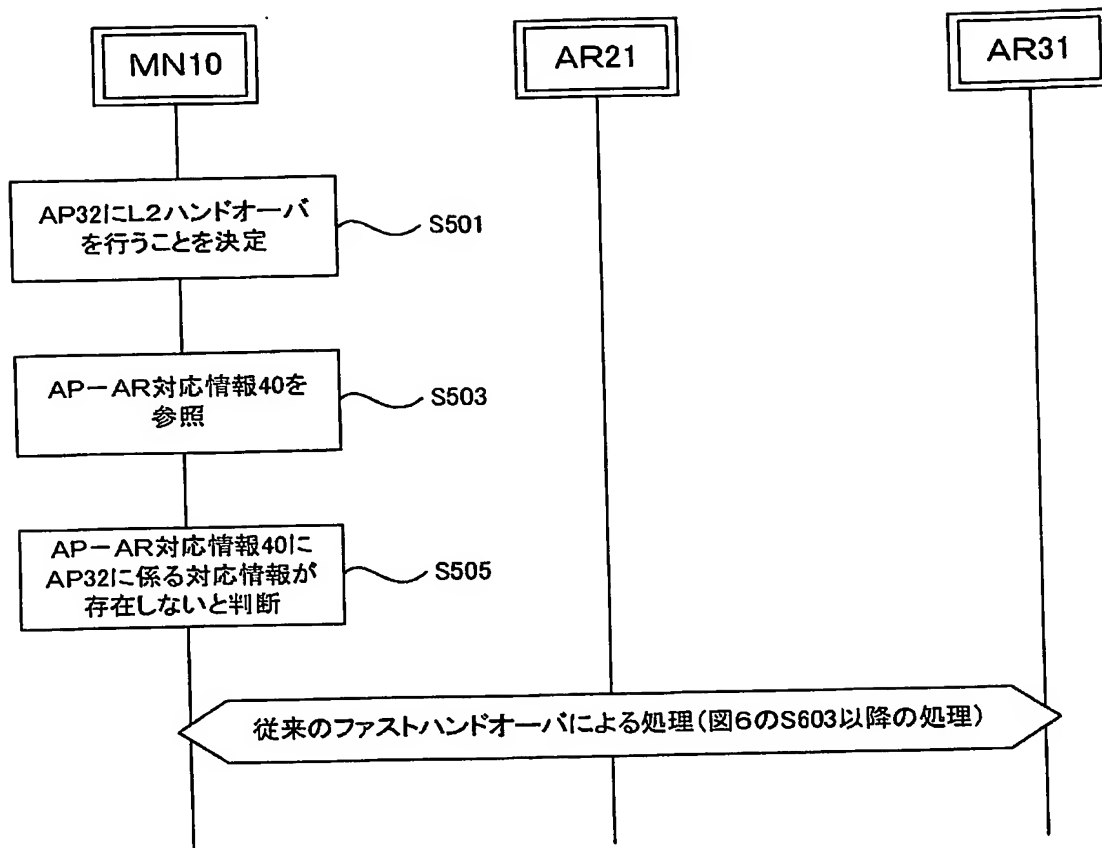 MN10
AR21
AR31
AP32にL2ハンドオーバ
を行うことを決定
S501
AP－AR対応情報40を
参照
S503
AP－AR対応情報40に
AP32に係る対応情報が
存在しないと判断
S505
従来のファストハンドオーバによる処理(図6のS603以降の処理)